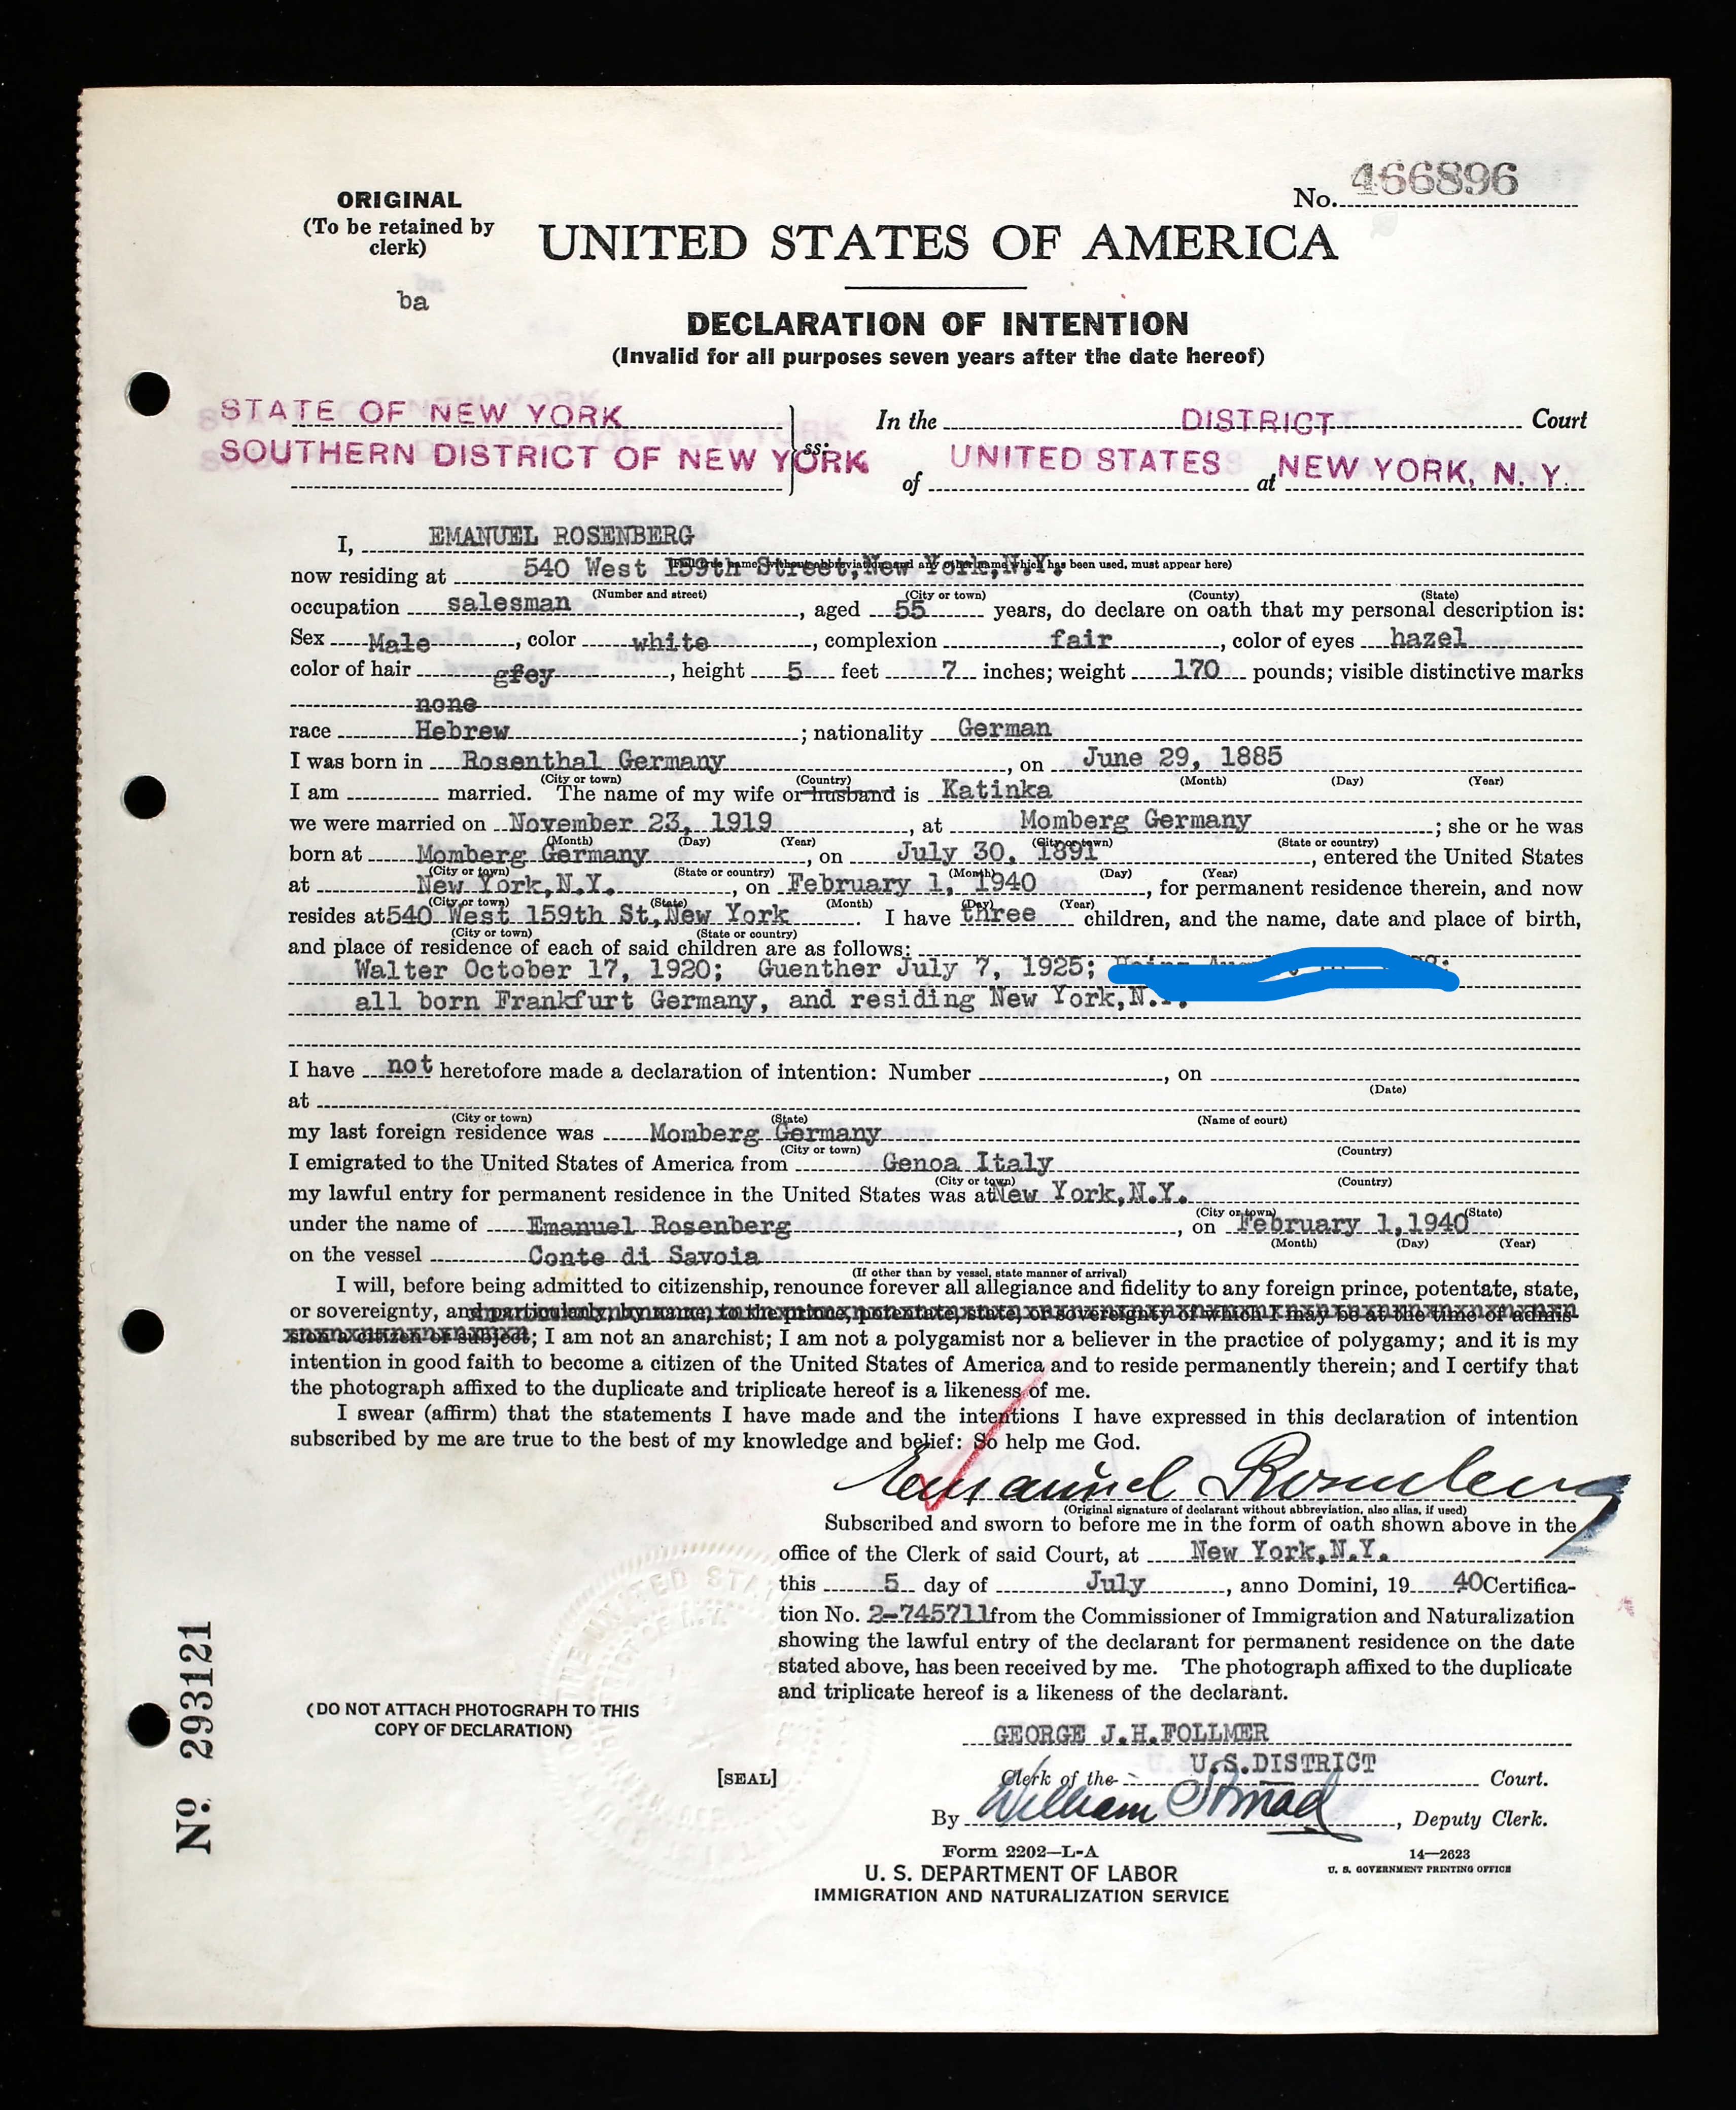 ORIGINAL
(To be retained by
clerk)
ba
No. 466896
UNITED STATES OF AMERICA
DECLARATION OF INTENTION
(Invalid for all purposes seven years after the date hereof)
STATE OF NEW YORK
SOUTHERN DISTRICT OF NEW YORK
ss:
In the DISTRICT Court
of UNITED STATES at NEW YORK, N. Y.
I, EMANUEL ROSENBERG
(Full true name, without abbreviation, and any other name which has been used, must appear here)
now residing at 540 West 159th Street, New York, N.Y.
(Number and street) (City or town) (County) (State)
occupation salesman, aged 55 years, do declare on oath that my personal description is:
Sex Male, color white, complexion fair, color of eyes hazel
color of hair grey, height 5 feet 7 inches; weight 170 pounds; visible distinctive marks
none
race Hebrew; nationality German
I was born in Rosenthal Germany, on June 29, 1885
(City or town) (Country) (Month) (Day) (Year)
I am married. The name of my wife or husband is Katinka
we were married on November 23, 1919, at Momberg Germany; she or he was
(Month) (Day) (Year) (City or town) (State or country)
born at Momberg Germany, on July 30, 1891, entered the United States
(City or town) (State or country) (Month) (Day) (Year)
at New York, N.Y., on February 1, 1940, for permanent residence therein, and now
(City or town) (State) (Month) (Day) (Year)
resides at 540 West 159th St, New York. I have three children, and the name, date and place of birth,
(City or town) (State or country)
and place of residence of each of said children are as follows:
Walter October 17, 1920; Guenther July 7, 1925;
all born Frankfurt Germany, and residing New York, N.Y.
I have not heretofore made a declaration of intention: Number , on
(Date)
at
(City or town) (State) (Name of court)
my last foreign residence was Momberg Germany
(City or town) (Country)
I emigrated to the United States of America from Genoa Italy
(City or town) (Country)
my lawful entry for permanent residence in the United States was at New York, N.Y.
(City or town) (State)
under the name of Emanuel Rosenberg, on February 1, 1940
(Month) (Day) (Year)
on the vessel Conte di Savoia
(If other than by vessel, state manner of arrival)
I will, before being admitted to citizenship, renounce forever all allegiance and fidelity to any foreign prince, potentate, state,
or sovereignty, and particularly, by name, to the prince, potentate, state, or sovereignty of which I may be at the time of admis-
sion a citizen or subject; I am not an anarchist; I am not a polygamist nor a believer in the practice of polygamy; and it is my
intention in good faith to become a citizen of the United States of America and to reside permanently therein; and I certify that
the photograph affixed to the duplicate and triplicate hereof is a likeness of me.
I swear (affirm) that the statements I have made and the intentions I have expressed in this declaration of intention
subscribed by me are true to the best of my knowledge and belief: So help me God.
Emanuel Rosenberg
(Original signature of declarant without abbreviation, also alias, if used)
Subscribed and sworn to before me in the form of oath shown above in the
office of the Clerk of said Court, at New York, N.Y.
this 5 day of July, anno Domini, 19 40 Certifica-
tion No. 2-745711 from the Commissioner of Immigration and Naturalization
showing the lawful entry of the declarant for permanent residence on the date
stated above, has been received by me. The photograph affixed to the duplicate
and triplicate hereof is a likeness of the declarant.
(DO NOT ATTACH PHOTOGRAPH TO THIS
COPY OF DECLARATION)
GEORGE J.H. FOLLMER
[SEAL]
U.S. DISTRICT
Clerk of the Court.
By William , Deputy Clerk.
Form 2202—L-A
U. S. DEPARTMENT OF LABOR
IMMIGRATION AND NATURALIZATION SERVICE
14—2623
U. S. GOVERNMENT PRINTING OFFICE
No. 293121